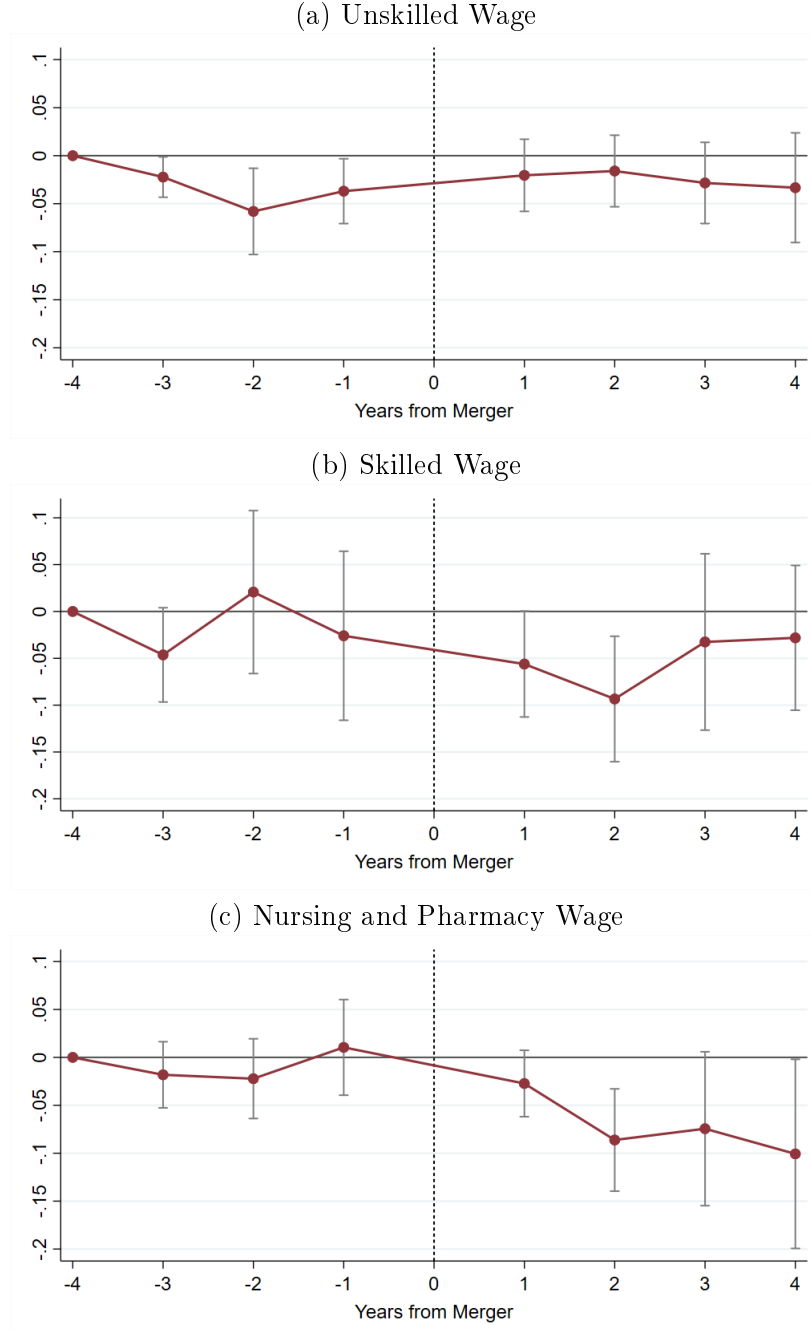 (a) Unskilled Wage
.1
.05
0
-.05
-.1
-.15
-.2
-4 -3 -2 -1 0 1 2 3 4
Years from Merger
(b) Skilled Wage
.1
.05
0
-.05
-.1
-.15
-.2
-4 -3 -2 -1 0 1 2 3 4
Years from Merger
(c) Nursing and Pharmacy Wage
.1
.05
0
-.05
-.1
-.15
-.2
-4 -3 -2 -1 0 1 2 3 4
Years from Merger